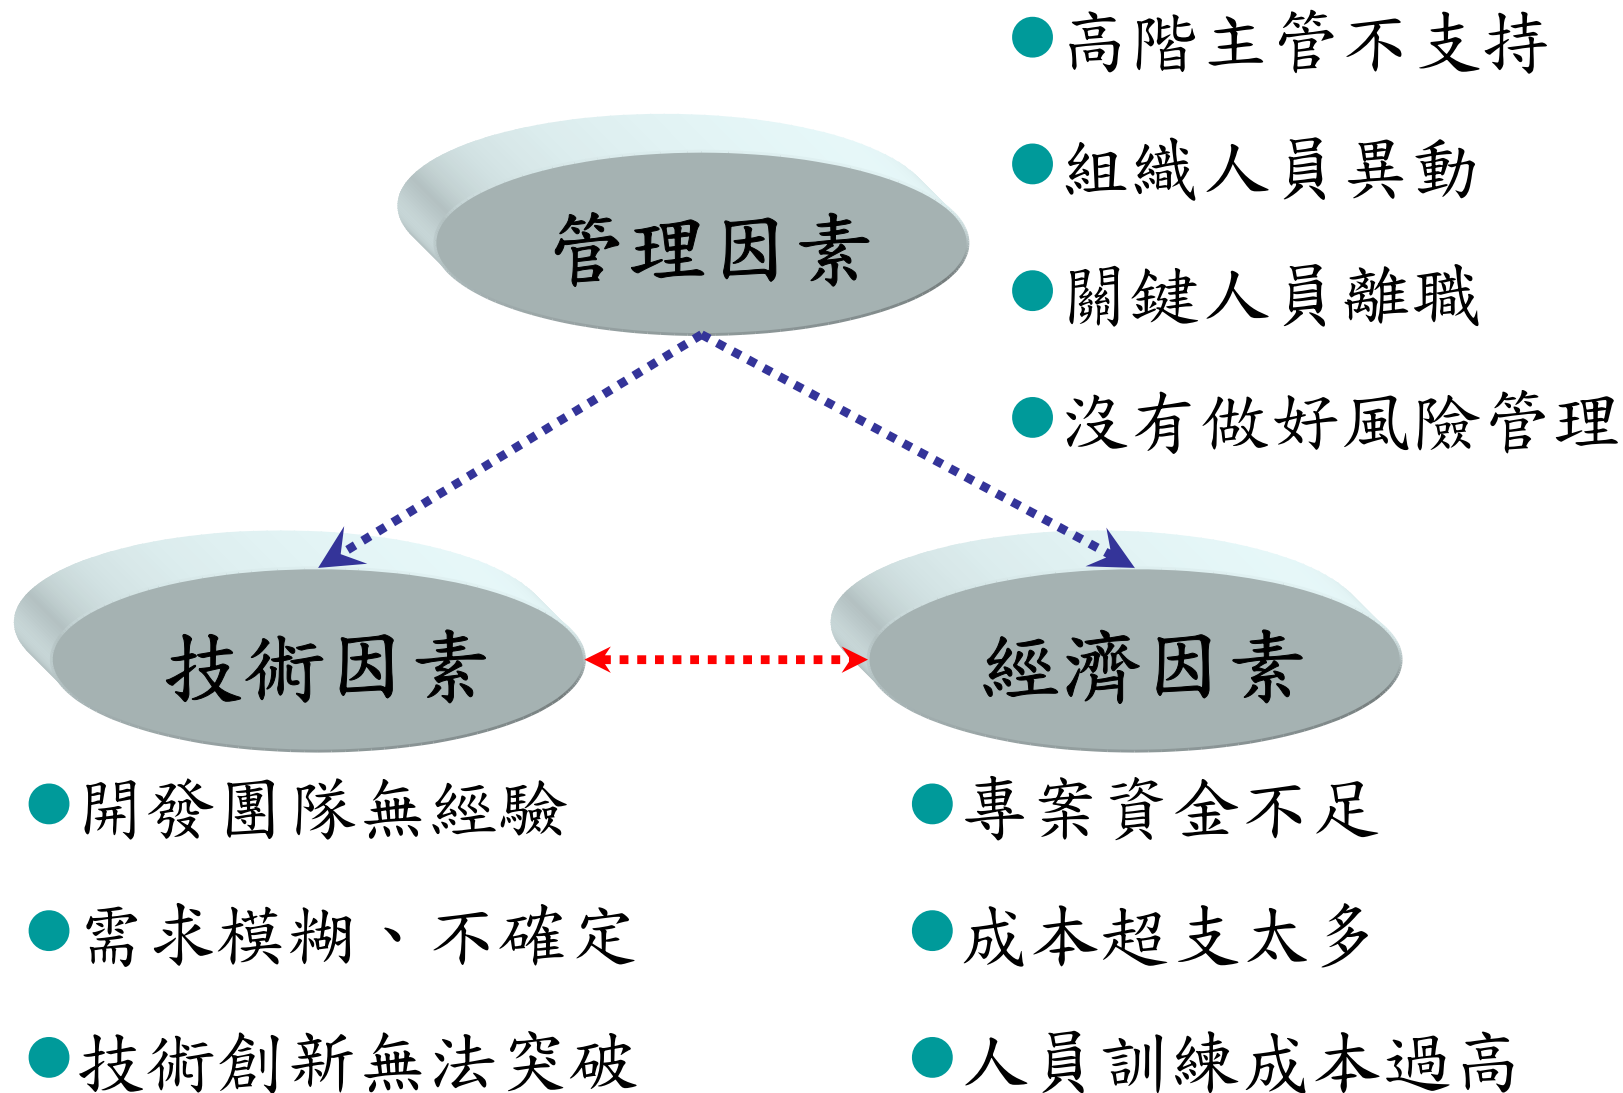 高階主管不支持
組織人員異動
管理因素
關鍵人員離職
沒有做好風險管理
技術因素
經濟因素
開發團隊無經驗
需求模糊、不確定
技術創新無法突破
專案資金不足
成本超支太多
人員訓練成本過高